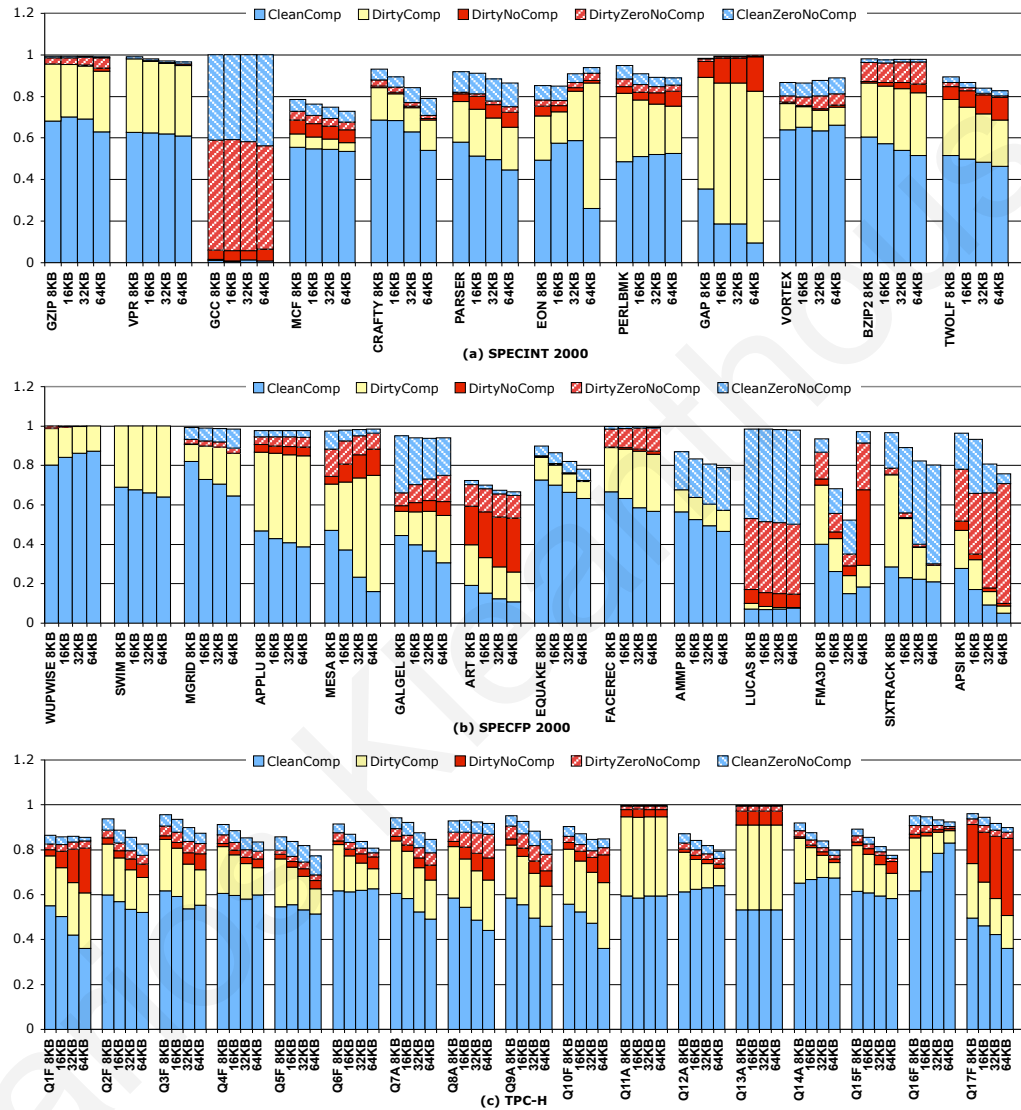 1.2
CleanComp DirtyComp DirtyNoComp DirtyZeroNoComp CleanZeroNoComp
1
0.8
0.6
0.4
0.2
0
GZIP 8KB 16KB 32KB 64KB VPR 8KB 16KB 32KB 64KB GCC 8KB 16KB 32KB 64KB MCF 8KB 16KB 32KB 64KB CRAFTY 8KB 16KB 32KB 64KB PARSER 16KB 32KB 64KB EON 8KB 16KB 32KB 64KB PERLBMK 16KB 32KB 64KB GAP 8KB 16KB 32KB 64KB VORTEX 16KB 32KB 64KB BZIP2 8KB 16KB 32KB 64KB TWOLF 8KB 16KB 32KB 64KB
(a) SPECINT 2000
1.2
CleanComp DirtyComp DirtyNoComp DirtyZeroNoComp CleanZeroNoComp
1
0.8
0.6
0.4
0.2
0
WUPWISE 8KB 16KB 32KB 64KB SWIM 8KB 16KB 32KB 64KB MGRID 8KB 16KB 32KB 64KB APPLU 8KB 16KB 32KB 64KB MESA 8KB 16KB 32KB 64KB GALGEL 8KB 16KB 32KB 64KB ART 8KB 16KB 32KB 64KB EQUAKE 8KB 16KB 32KB 64KB FACEREC 8KB 16KB 32KB 64KB AMMP 8KB 16KB 32KB 64KB LUCAS 8KB 16KB 32KB 64KB FMA3D 8KB 16KB 32KB 64KB SIXTRACK 8KB 16KB 32KB 64KB APSI 8KB 16KB 32KB 64KB
(b) SPECFP 2000
1.2
CleanComp DirtyComp DirtyNoComp DirtyZeroNoComp CleanZeroNoComp
1
0.8
0.6
0.4
0.2
0
Q1F 8KB 16KB 32KB 64KB Q2F 8KB 16KB 32KB 64KB Q3F 8KB 16KB 32KB 64KB Q4F 8KB 16KB 32KB 64KB Q5F 8KB 16KB 32KB 64KB Q6F 8KB 16KB 32KB 64KB Q7A 8KB 16KB 32KB 64KB Q8A 8KB 16KB 32KB 64KB Q9A 8KB 16KB 32KB 64KB Q10F 8KB 16KB 32KB 64KB Q11A 8KB 16KB 32KB 64KB Q12A 8KB 16KB 32KB 64KB Q13A 8KB 16KB 32KB 64KB Q14A 8KB 16KB 32KB 64KB Q15F 8KB 16KB 32KB 64KB Q16F 8KB 16KB 32KB 64KB Q17F 8KB 16KB 32KB 64KB
(c) TPC-H